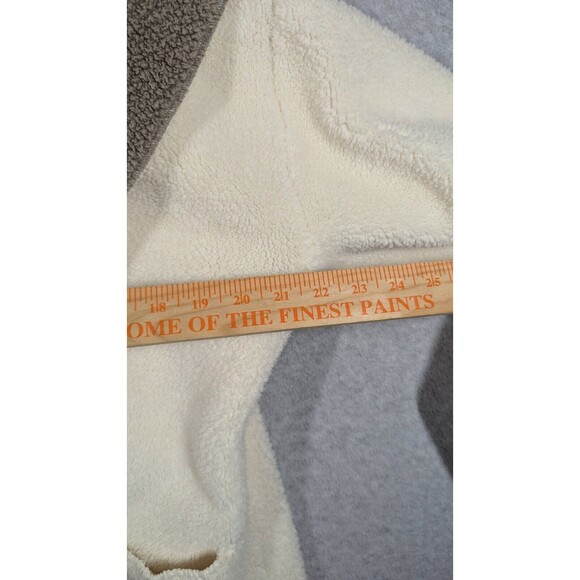 18 19 20 21 22 23 24 25
OME OF THE FINEST PAINTS